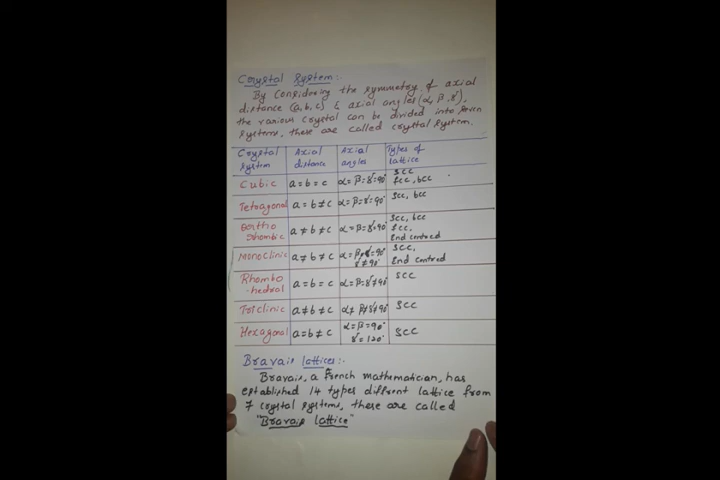 Crystal System :-
By Considering the symmetry of axial
distance (a, b, c) & axial angles (α, β, γ),
the various crystal can be divided into seven
systems, these are called crystal system.
Crystal system | Axial distance | Axial angles | Types of lattice
Cubic | a = b = c | α = β = γ = 90° | SCC FCC, bcc
Tetragonal | a = b ≠ c | α = β = γ = 90° | Scc, bcc
Ortho rhombic | a ≠ b ≠ c | α = β = γ = 90° | Scc, bcc fcc. End centred
Monoclinic | a ≠ b ≠ c | = 90° γ ≠ 90° | SCC, End centred
Rhombo -hedral | a = b = c | α = β = γ ≠ 90° | SCC
Triclinic | a ≠ b ≠ c | α ≠ β ≠ γ ≠ 90° | SCC
Hexagonal | a = b ≠ c | α = β = 90° γ = 120° | SCC
Bravais lattices :-
Bravais, a French mathematician, has
established 14 types different lattice from
7 crystal systems, these are called
"Bravais lattice"